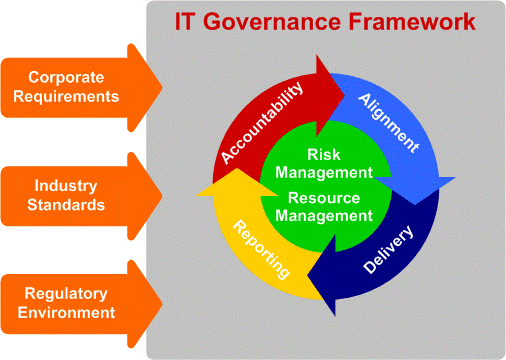 IT Governance Framework
Corporate
Requirements
Industry
Standards
Regulatory
Environment
Accountability
Alignment
Risk
Management
Resource
Management
Reporting
Delivery